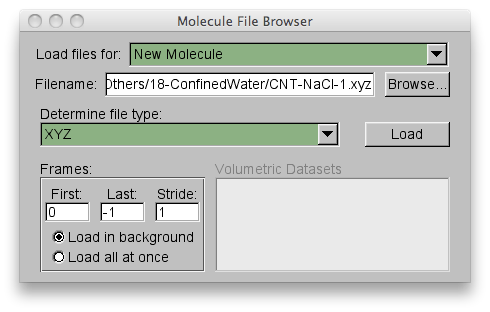 Molecule File Browser
Load files for: New Molecule
Filename: Others/18-ConfinedWater/CNT-NaCl-1.xyz Browse...
Determine file type:
XYZ Load
Frames: Volumetric Datasets
First: Last: Stride:
0 -1 1
Load in background
Load all at once